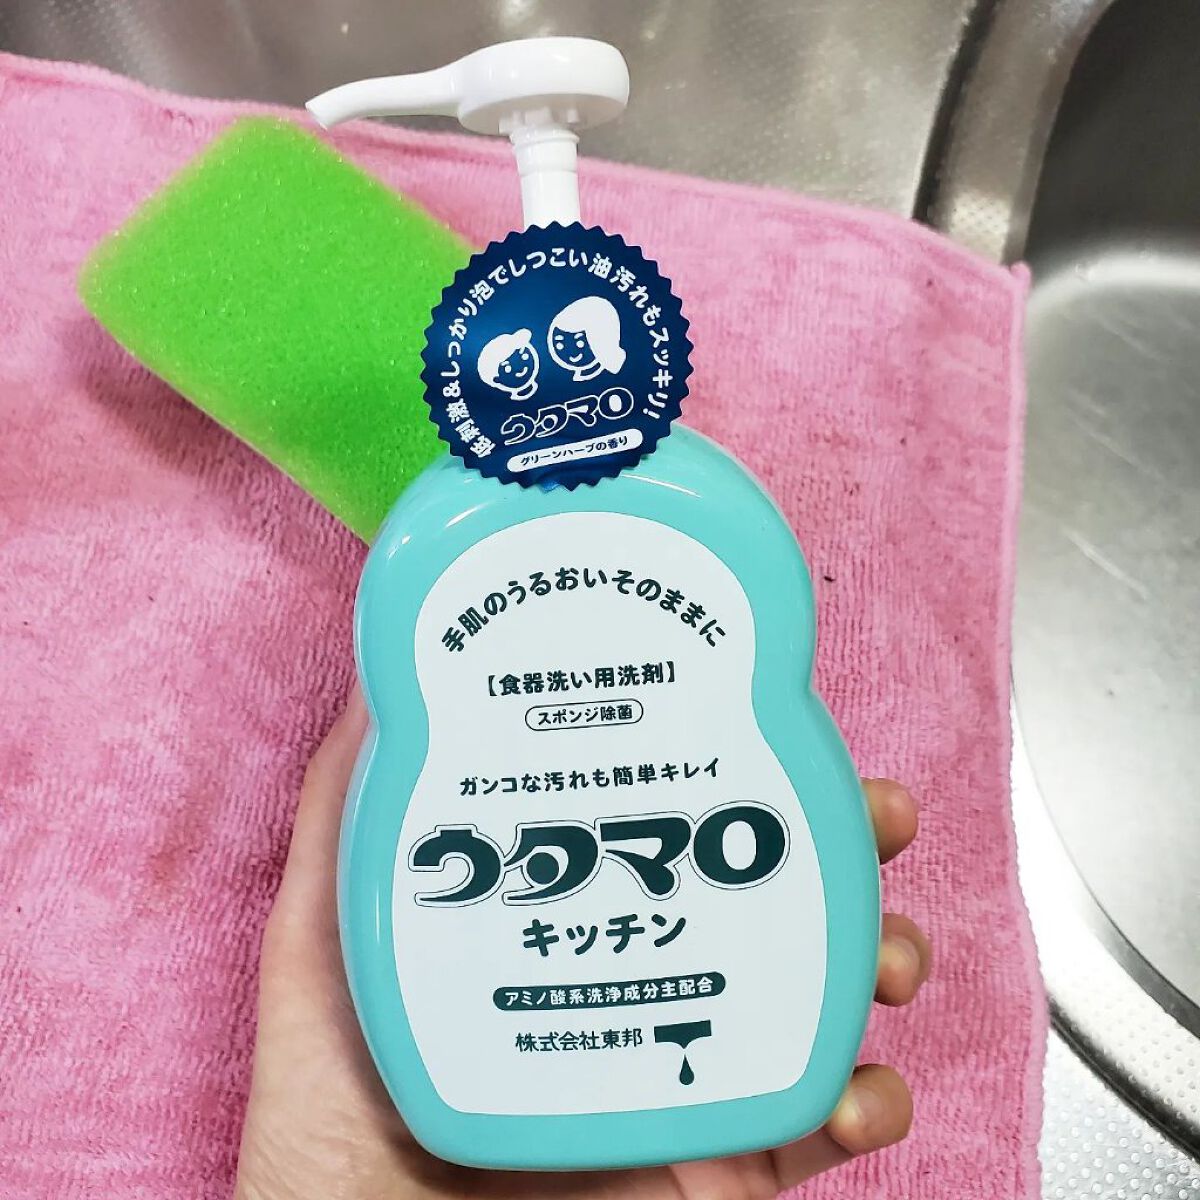 低刺激&しっかり泡でしつこい油汚れもスッキリ!
ウタマロ
グリーンハーブの香り
手肌のうるおいそのままに
【食器洗い用洗剤】
スポンジ除菌
ガンコな汚れも簡単キレイ
ウタマロ
キッチン
アミノ酸系洗浄成分主配合
株式会社東邦